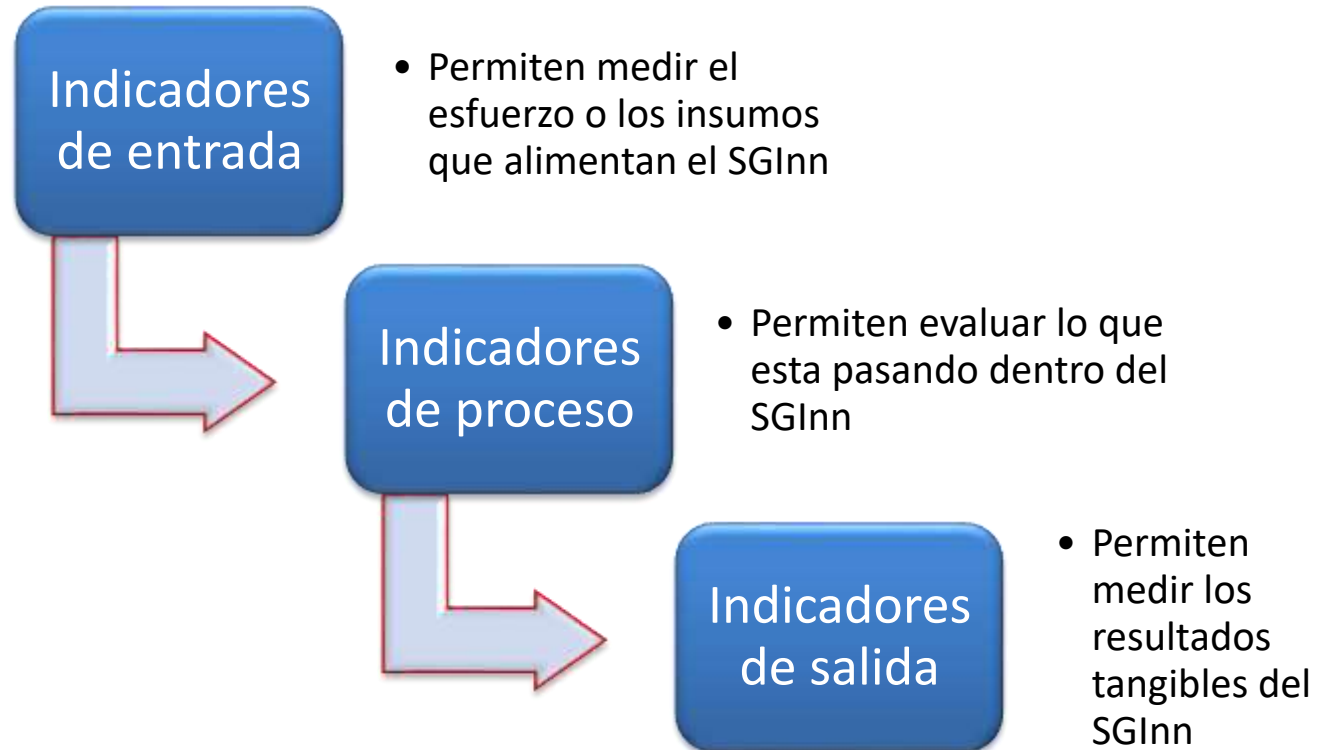 Indicadores
de entrada
• Permiten medir el
esfuerzo o los insumos
que alimentan el SGInn
Indicadores
de proceso
• Permiten evaluar lo que
esta pasando dentro del
SGInn
Indicadores
de salida
• Permiten
medir los
resultados
tangibles del
SGInn